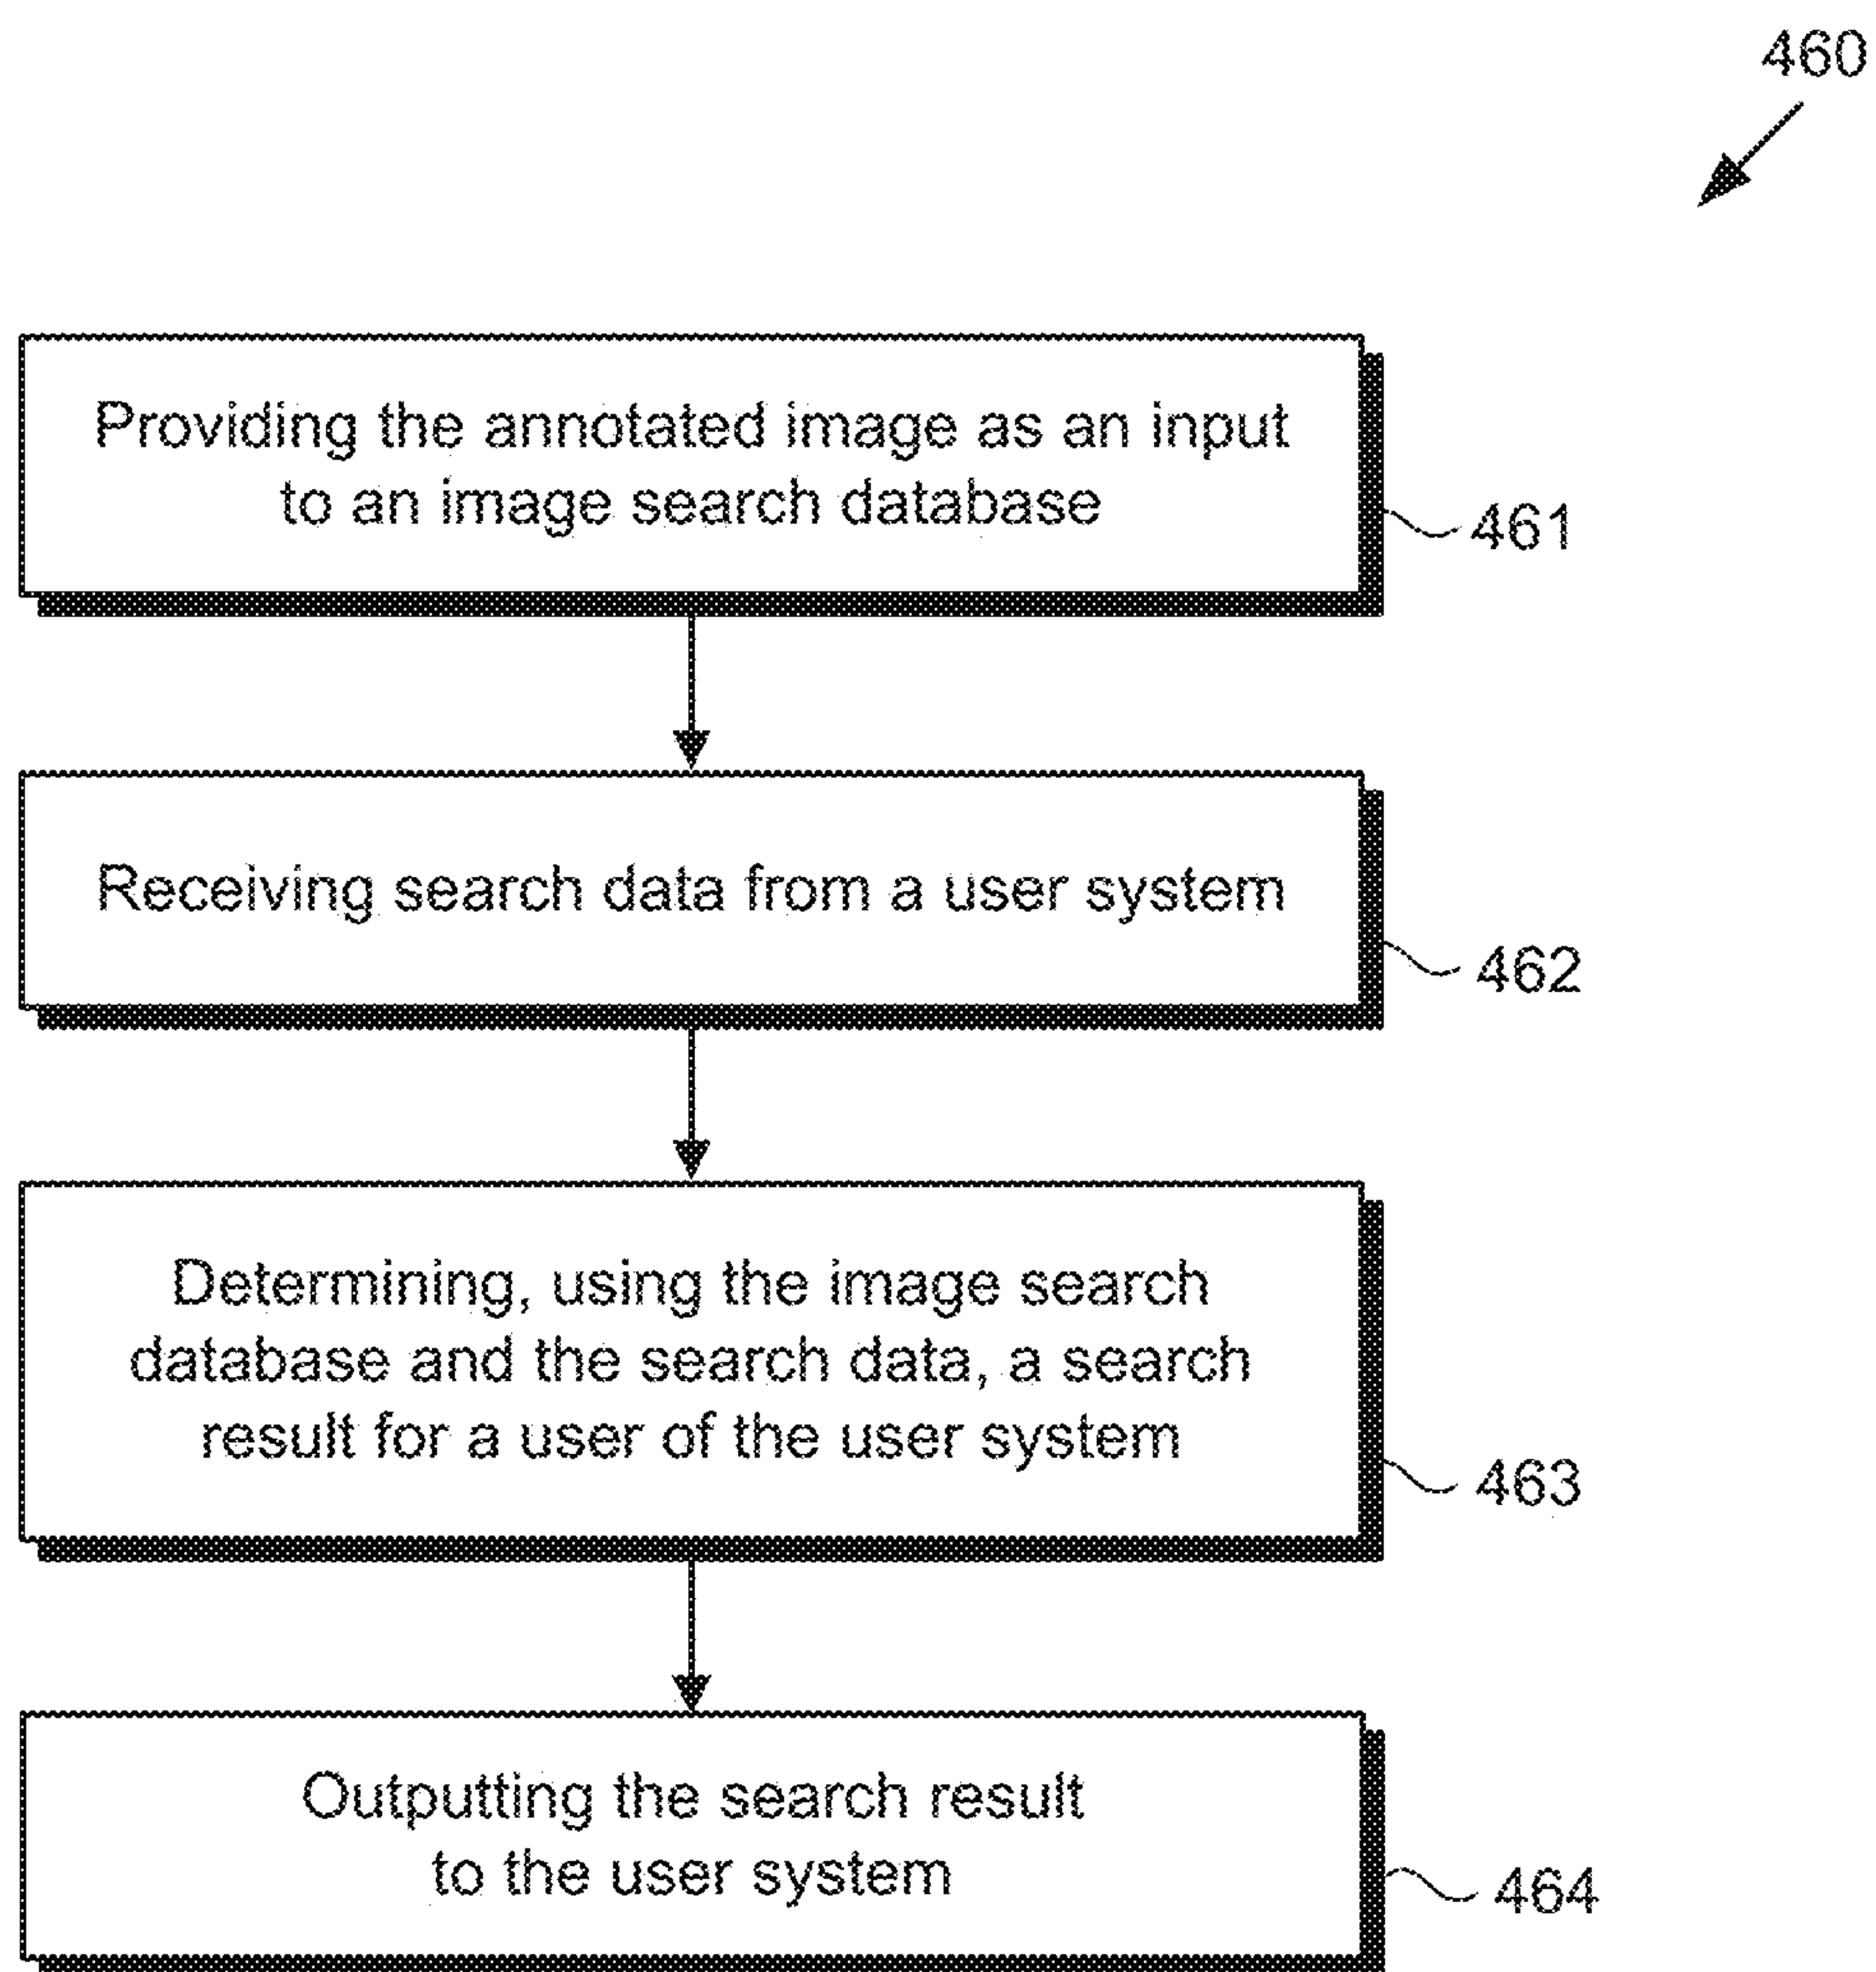 460
Providing the annotated image as an input
to an image search database
461
Receiving search data from a user system
462
Determining, using the image search
database and the search data, a search
result for a user of the user system
463
Outputting the search result
to the user system
464